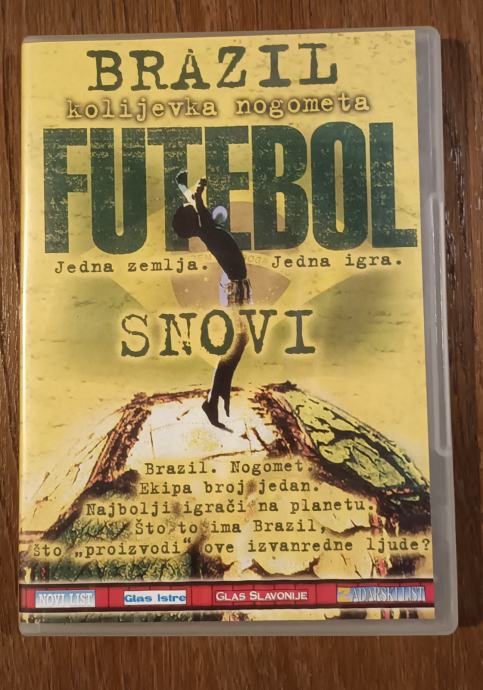 BRAZIL
kolijevka nogometa
FUTEBOL
Jedna zemlja. Jedna igra.
SNOVI
Brazil. Nogomet.
Ekipa broj jedan.
Najbolji igrači na planetu.
Što to ima Brazil,
što „proizvodi“ ove izvanredne ljude?
NOVI LIST Glas Istre GLAS SLAVONIJE ZADARSKI LIST